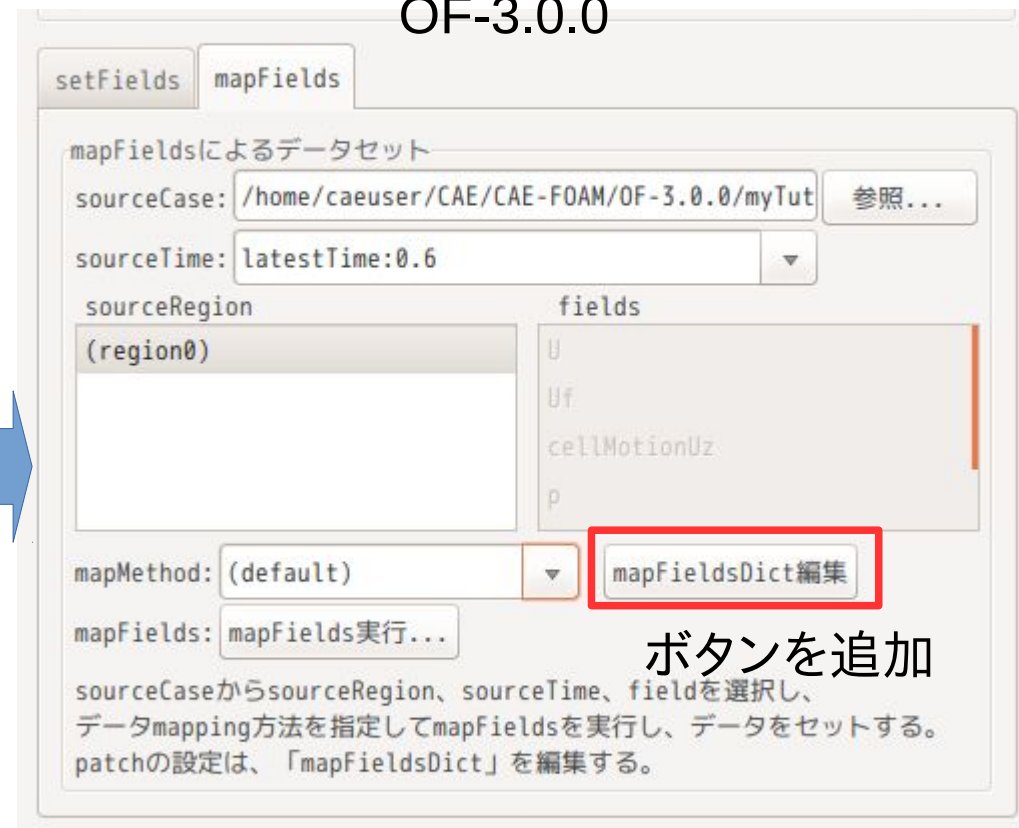 OF-3.0.0
setFields mapFields
mapFieldsによるデータセット
sourceCase: /home/caeuser/CAE/CAE-FOAM/OF-3.0.0/myTut 参照...
sourceTime: latestTime:0.6
sourceRegion fields
(region0) U
Uf
cellMotionUz
p
mapMethod: (default) mapFieldsDict編集
mapFields: mapFields実行...
ボタンを追加
sourceCaseからsourceRegion、sourceTime、fieldを選択し、
データmapping方法を指定してmapFieldsを実行し、データをセットする。
patchの設定は、「mapFieldsDict」を編集する。